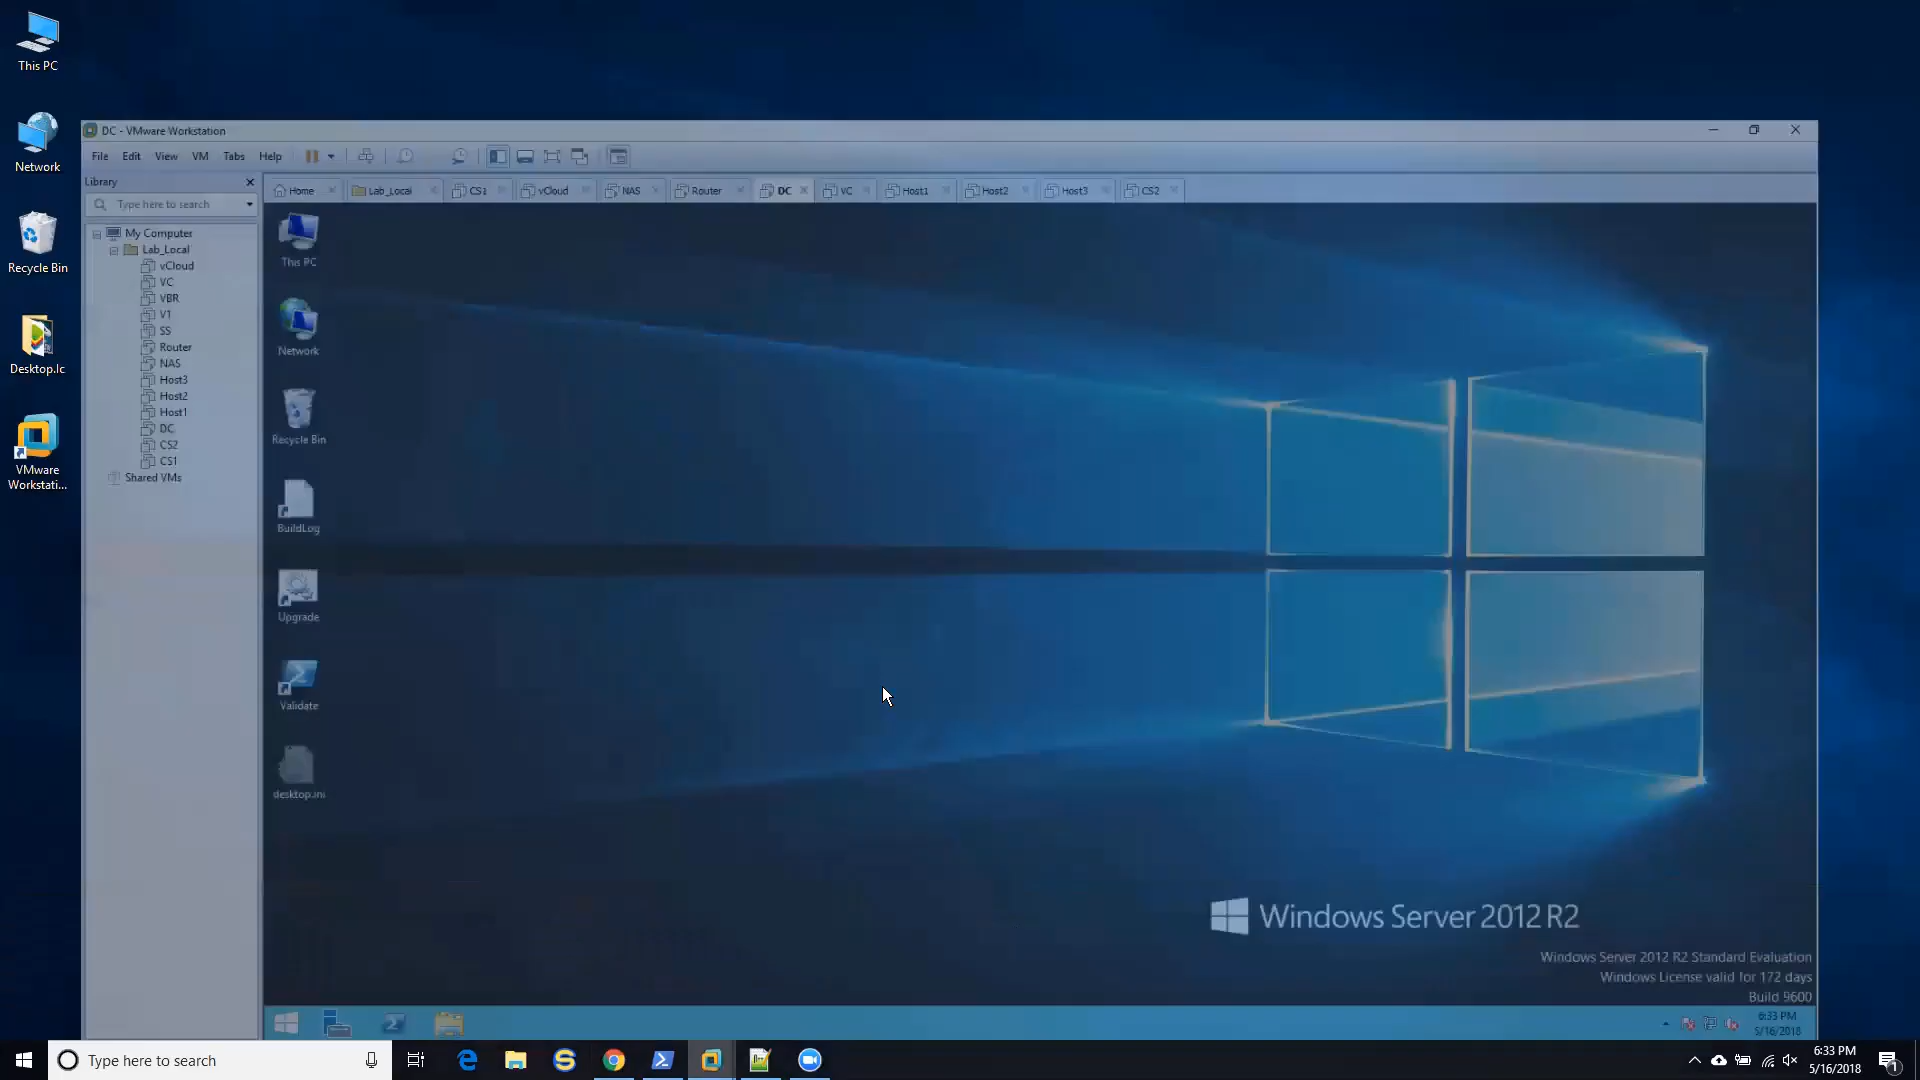 This PC
Network
Recycle Bin
Desktop.lc
VMware
Workstati...
DC - VMware Workstation
File Edit View VM Tabs Help
Library
Type here to search
My Computer
Lab_Local
vCloud
VC
VBR
V1
SS
Router
NAS
Host3
Host2
Host1
DC
CS2
CS1
Shared VMs
Home Lab_Local CS1 vCloud NAS Router DC VC Host1 Host2 Host3 CS2
This PC
Network
Recycle Bin
BuildLog
Upgrade
Validate
desktop.ini
Windows Server 2012 R2
Windows Server 2012 R2 Standard Evaluation
Windows License valid for 172 days
Build 9600
6:33 PM
5/16/2018
Type here to search
6:33 PM
5/16/2018
1